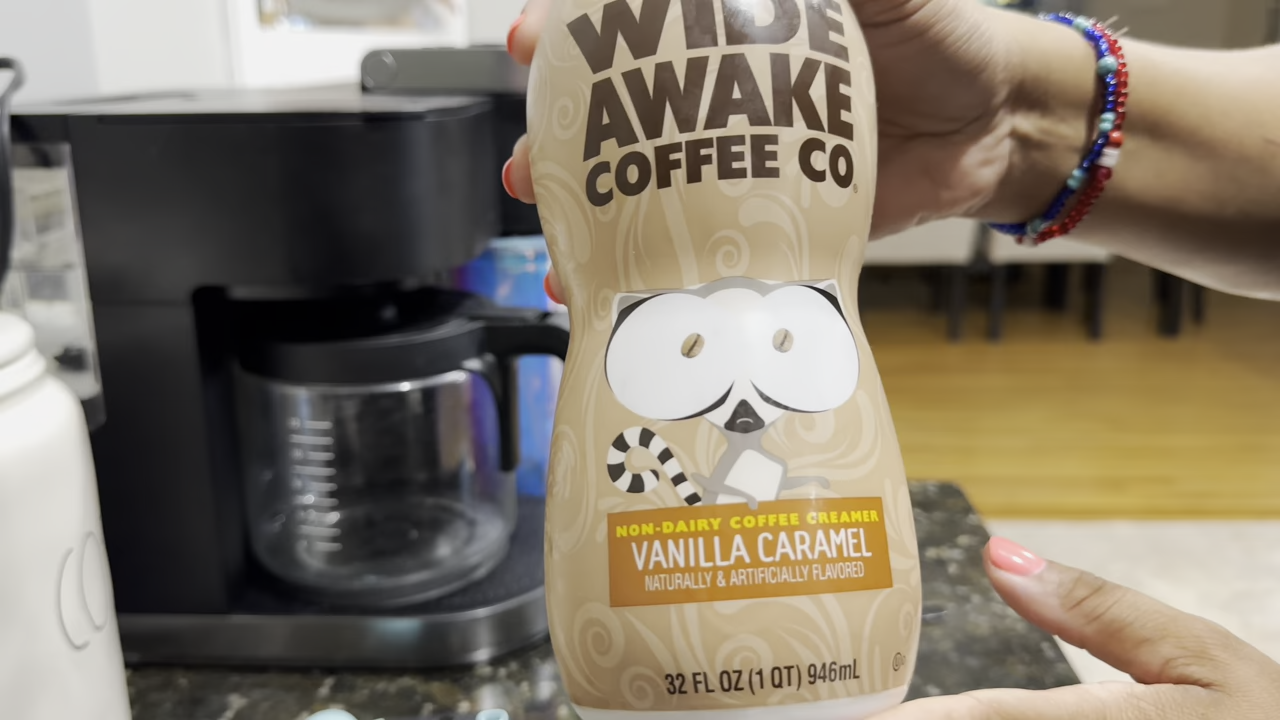 WIDE
AWAKE
COFFEE CO
NON-DAIRY COFFEE CREAMER
VANILLA CARAMEL
NATURALLY & ARTIFICIALLY FLAVORED
32 FL OZ (1 QT) 946mL
CO